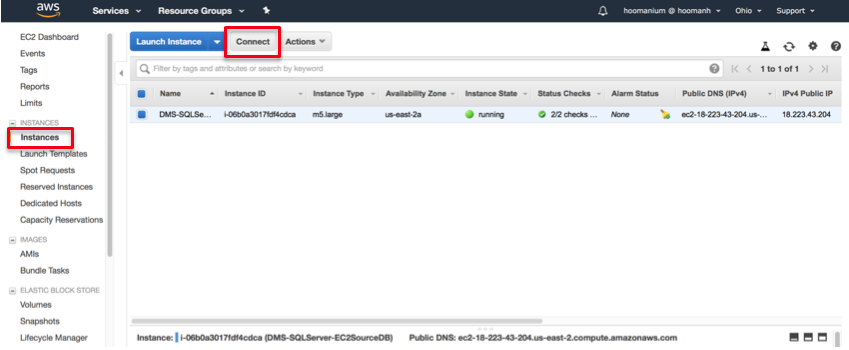 aws Services Resource Groups hoomanium @ hoomanh Ohio Support
EC2 Dashboard
Events
Tags
Reports
Limits
INSTANCES
Instances
Launch Templates
Spot Requests
Reserved Instances
Dedicated Hosts
Capacity Reservations
IMAGES
AMIs
Bundle Tasks
ELASTIC BLOCK STORE
Volumes
Snapshots
Lifecycle Manager
Launch Instance Connect Actions
Filter by tags and attributes or search by keyword 1 to 1 of 1
Name Instance ID Instance Type Availability Zone Instance State Status Checks Alarm Status Public DNS (IPv4) IPv4 Public IP
DMS-SQLSe... i-06b0a3017fdf4cdca m5.large us-east-2a running 2/2 checks ... None ec2-18-223-43-204.us-... 18.223.43.204
Instance: i-06b0a3017fdf4cdca (DMS-SQLServer-EC2SourceDB) Public DNS: ec2-18-223-43-204.us-east-2.compute.amazonaws.com